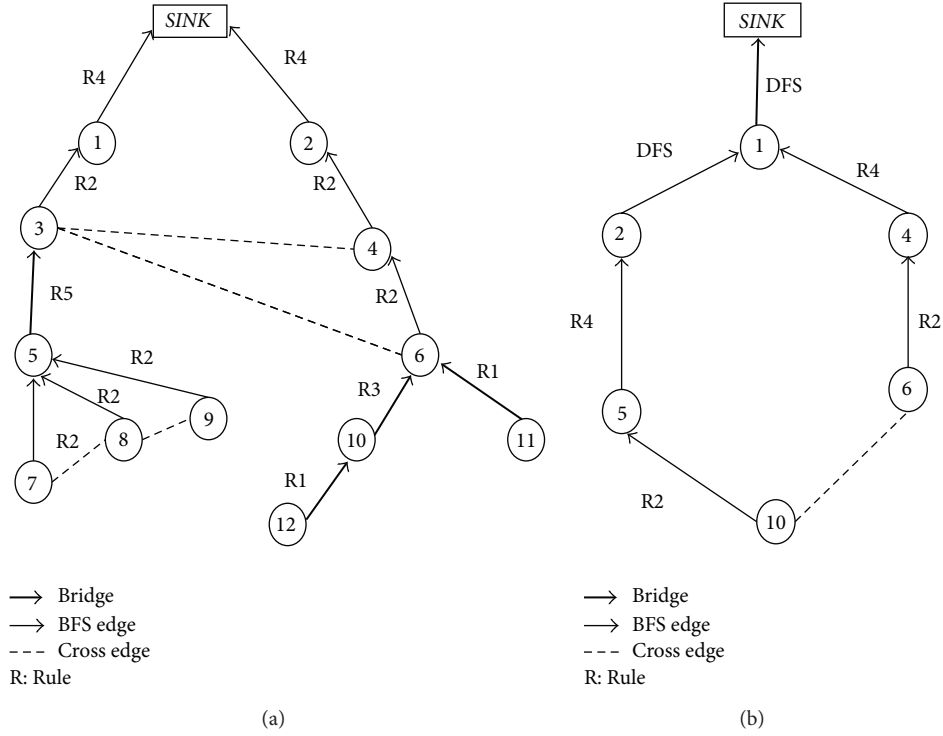 SINK
R4
R4
1
2
R2
R2
3
4
R5
R2
5
6
R2
R1
R2
R3
9
R2
8
10
11
7
R1
12
Bridge
BFS edge
Cross edge
R: Rule
(a)
SINK
DFS
1
DFS
R4
2
4
R4
R2
5
6
R2
10
Bridge
BFS edge
Cross edge
R: Rule
(b)